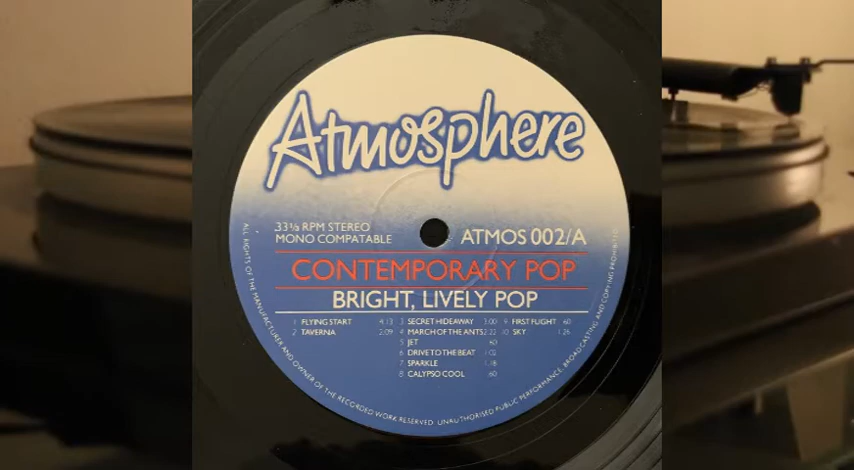 Atmosphere
33⅓ RPM STEREO
MONO COMPATABLE
ATMOS 002/A
CONTEMPORARY POP
BRIGHT, LIVELY POP
1 FLYING START 4.13
2 TAVERNA 2.09
3 SECRET HIDEAWAY 3.00
4 MARCH OF THE ANTS 2.22
5 JET .60
6 DRIVE TO THE BEAT 1.02
7 SPARKLE 1.16
8 CALYPSO COOL .60
9 FIRST FLIGHT .60
10 SKY 1.26
ALL RIGHTS OF THE MANUFACTURER AND OWNER OF THE RECORDED WORK RESERVED. UNAUTHORISED PUBLIC PERFORMANCE, BROADCASTING AND COPYING PROHIBITED